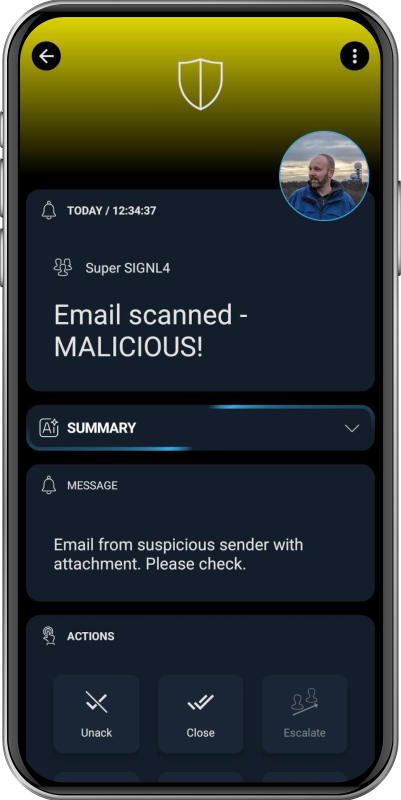 TODAY / 12:34:37
Super SIGNL4
Email scanned -
MALICIOUS!
Ai SUMMARY
MESSAGE
Email from suspicious sender with
attachment. Please check.
ACTIONS
Unack Close Escalate